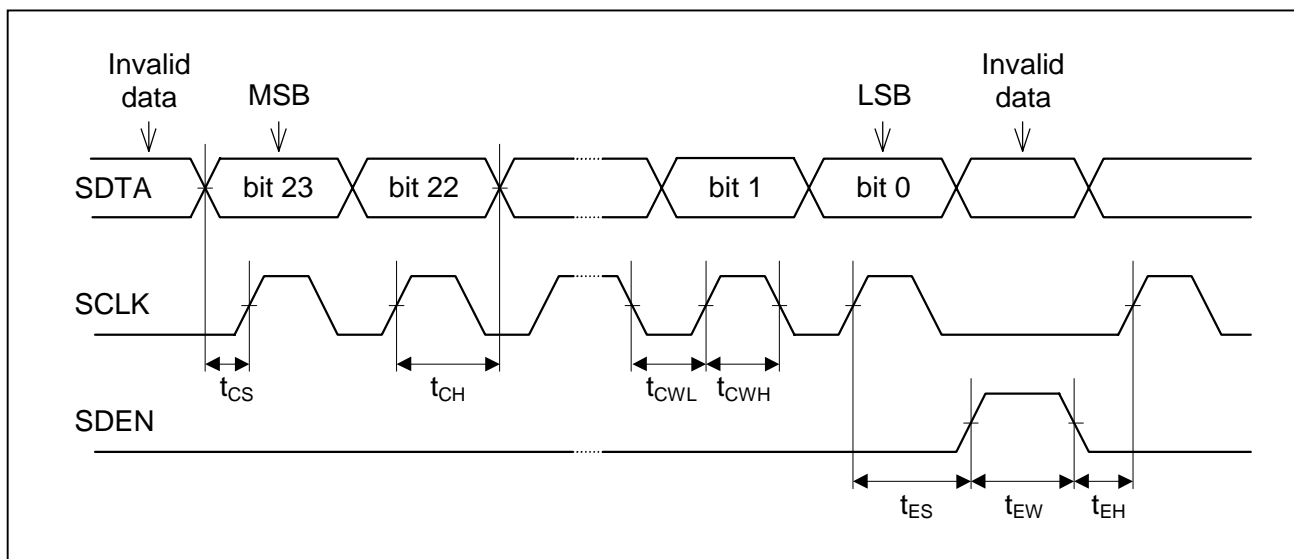 Invalid
data
MSB
LSB
Invalid
data
SDTA
bit 23
bit 22
bit 1
bit 0
SCLK
tCS
tCH
tCWL
tCWH
SDEN
tES
tEW
tEH